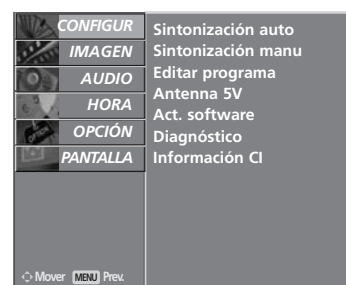 CONFIGUR
IMAGEN
AUDIO
HORA
OPCIÓN
PANTALLA
Sintonización auto
Sintonización manu
Editar programa
Antenna 5V
Act. software
Diagnóstico
Información CI
Mover MENU Prev.